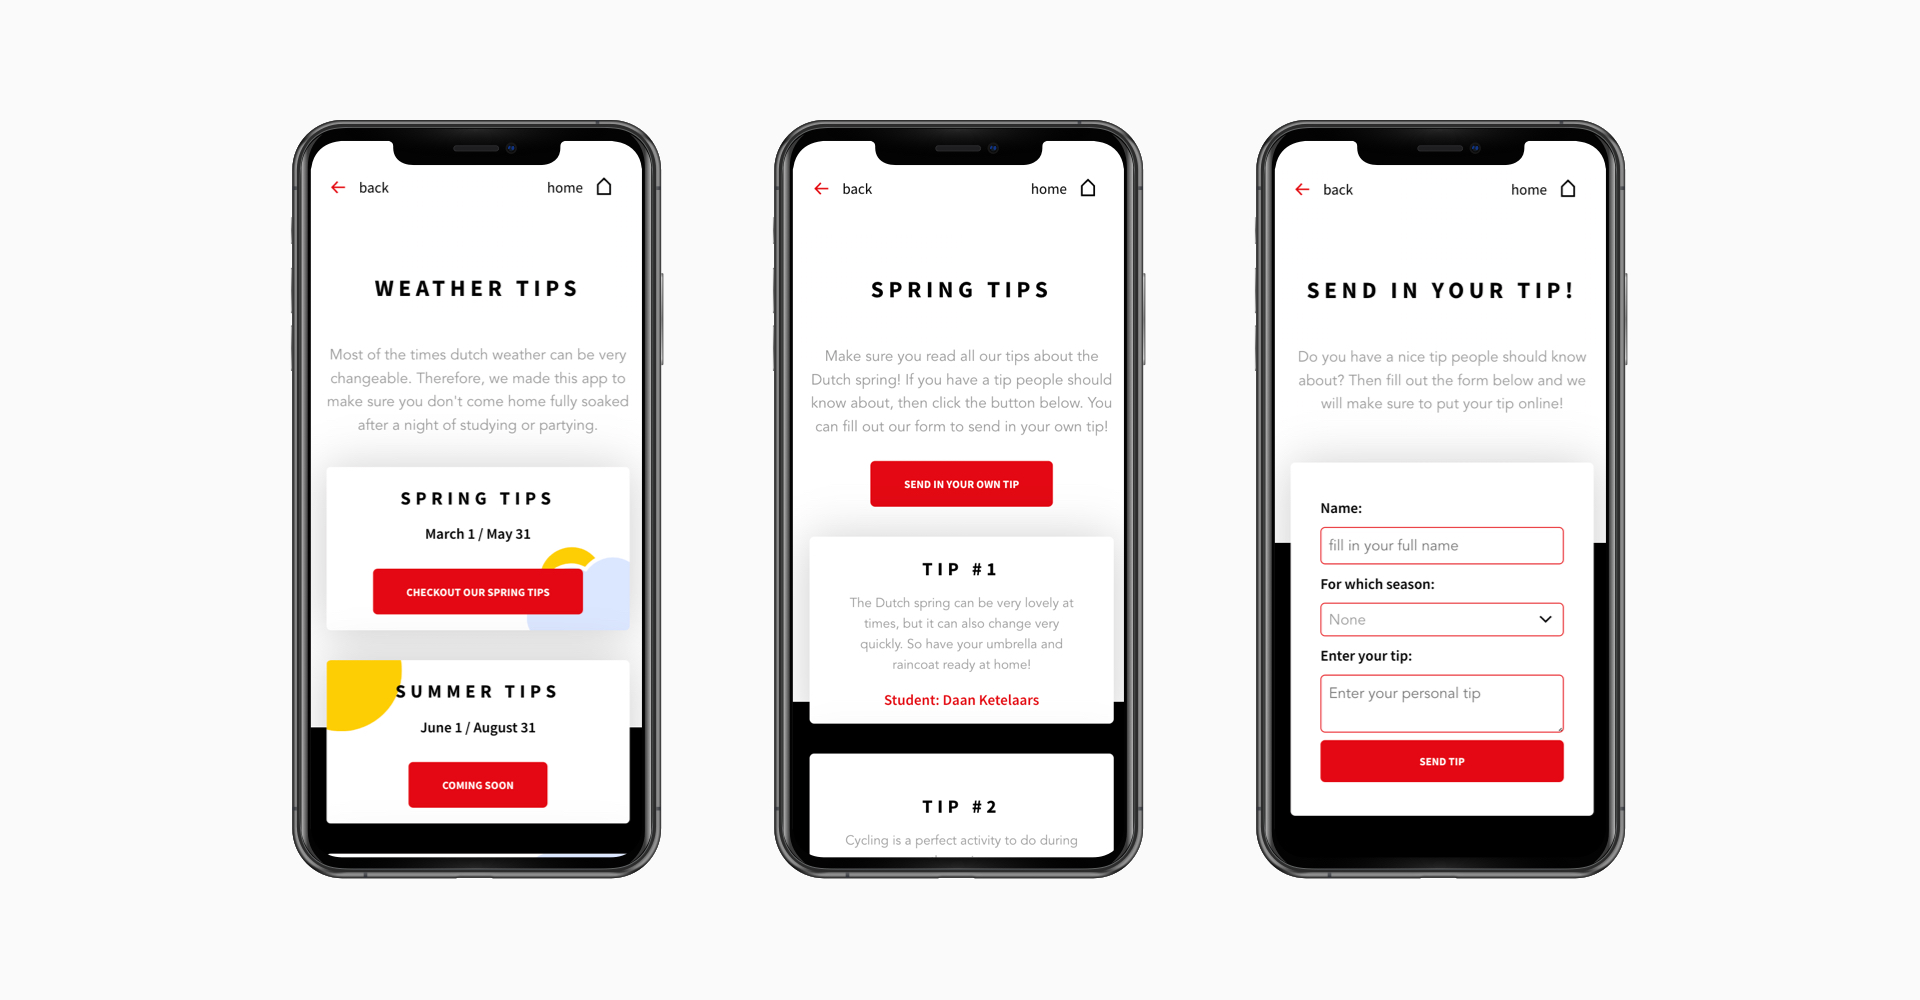 back
home
WEATHER TIPS
Most of the times dutch weather can be very
changeable. Therefore, we made this app to
make sure you don't come home fully soaked
after a night of studying or partying.
SPRING TIPS
March 1 / May 31
CHECKOUT OUR SPRING TIPS
SUMMER TIPS
June 1 / August 31
COMING SOON
back
home
SPRING TIPS
Make sure you read all our tips about the
Dutch spring! If you have a tip people should
know about, then click the button below. You
can fill out our form to send in your own tip!
SEND IN YOUR OWN TIP
TIP #1
The Dutch spring can be very lovely at
times, but it can also change very
quickly. So have your umbrella and
raincoat ready at home!
Student: Daan Ketelaars
TIP #2
Cycling is a perfect activity to do during
back
home
SEND IN YOUR TIP!
Do you have a nice tip people should know
about? Then fill out the form below and we
will make sure to put your tip online!
Name:
fill in your full name
For which season:
None
Enter your tip:
Enter your personal tip
SEND TIP